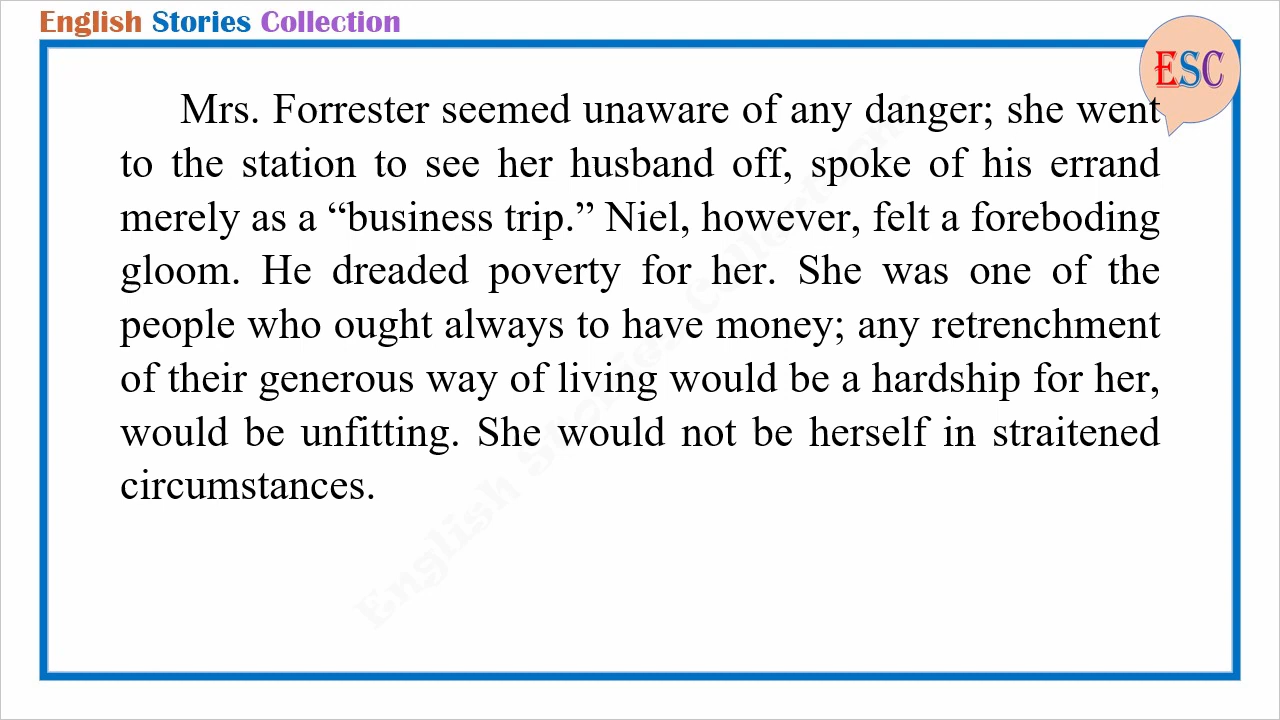 English Stories Collection
ESC
Mrs. Forrester seemed unaware of any danger; she went
to the station to see her husband off, spoke of his errand
merely as a “business trip.” Niel, however, felt a foreboding
gloom. He dreaded poverty for her. She was one of the
people who ought always to have money; any retrenchment
of their generous way of living would be a hardship for her,
would be unfitting. She would not be herself in straitened
circumstances.
English Stories Collection